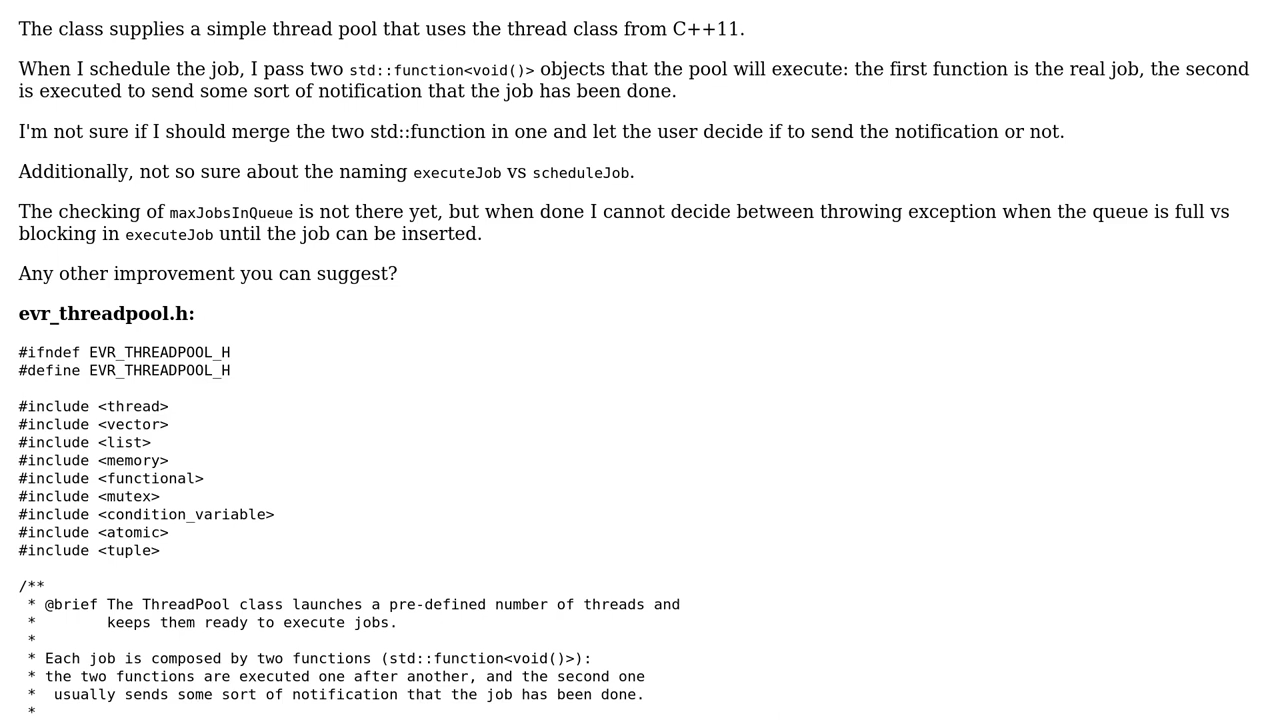 The class supplies a simple thread pool that uses the thread class from C++11.
When I schedule the job, I pass two std::function<void()> objects that the pool will execute: the first function is the real job, the second
is executed to send some sort of notification that the job has been done.
I'm not sure if I should merge the two std::function in one and let the user decide if to send the notification or not.
Additionally, not so sure about the naming executeJob vs scheduleJob.
The checking of maxJobsInQueue is not there yet, but when done I cannot decide between throwing exception when the queue is full vs
blocking in executeJob until the job can be inserted.
Any other improvement you can suggest?
evr_threadpool.h:
#ifndef EVR_THREADPOOL_H
#define EVR_THREADPOOL_H
#include <thread>
#include <vector>
#include <list>
#include <memory>
#include <functional>
#include <mutex>
#include <condition_variable>
#include <atomic>
#include <tuple>
/**
 * @brief The ThreadPool class launches a pre-defined number of threads and
 *        keeps them ready to execute jobs.
 *
 * Each job is composed by two functions (std::function<void()>):
 * the two functions are executed one after another, and the second one
 *  usually sends some sort of notification that the job has been done.
 *